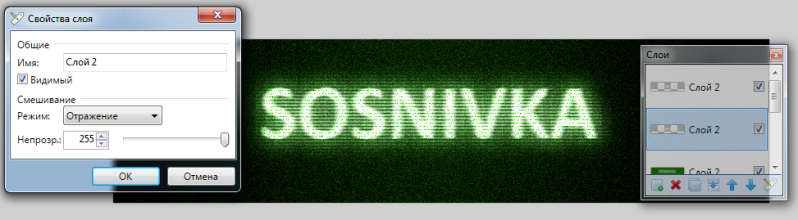 Свойства слоя
Общие
Имя: Слой 2
Видимый
Смешивание
Режим: Отражение
Непрозр.: 255
OK Отмена
SOSNIVKA
Слои
Слой 2
Слой 2
Слой 2